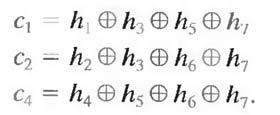 c₁ = h₁ ⊕ h₃ ⊕ h₅ ⊕ h₇
c₂ = h₂ ⊕ h₃ ⊕ h₆ ⊕ h₇
c₄ = h₄ ⊕ h₅ ⊕ h₆ ⊕ h₇.